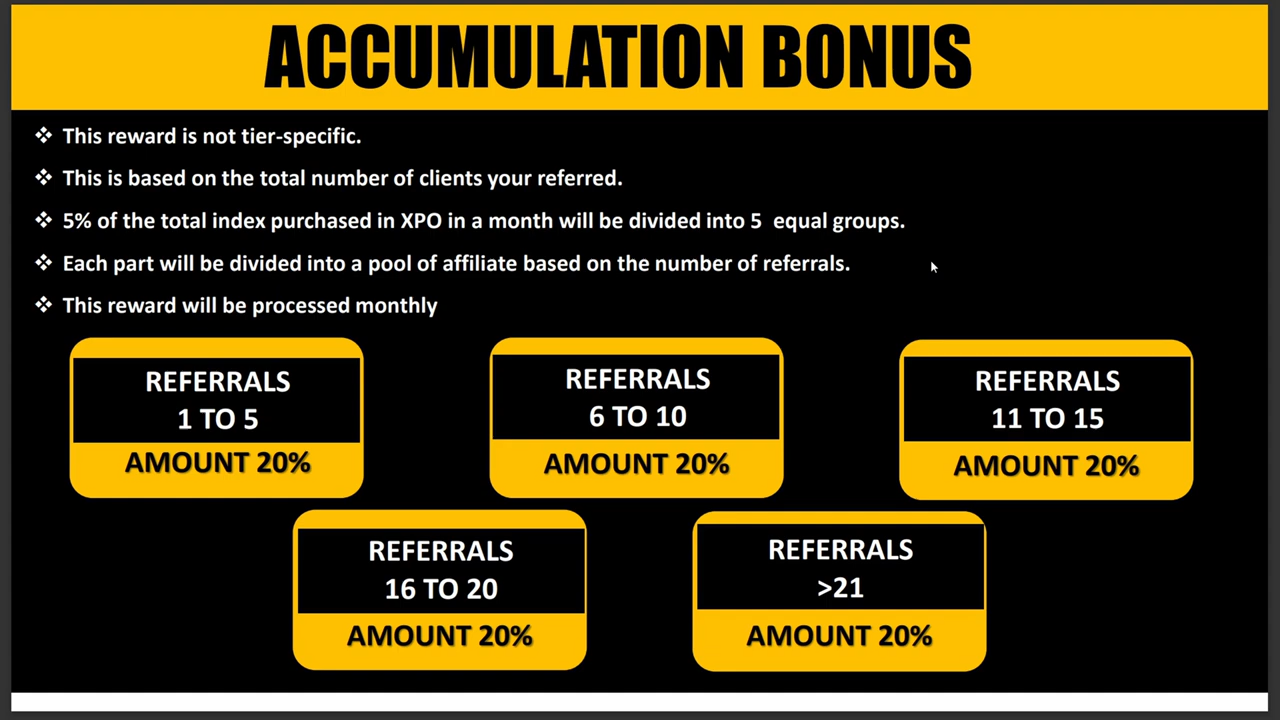 ACCUMULATION BONUS
❖ This reward is not tier-specific.
❖ This is based on the total number of clients your referred.
❖ 5% of the total index purchased in XPO in a month will be divided into 5 equal groups.
❖ Each part will be divided into a pool of affiliate based on the number of referrals.
❖ This reward will be processed monthly
REFERRALS
1 TO 5
AMOUNT 20%
REFERRALS
6 TO 10
AMOUNT 20%
REFERRALS
11 TO 15
AMOUNT 20%
REFERRALS
16 TO 20
AMOUNT 20%
REFERRALS
>21
AMOUNT 20%